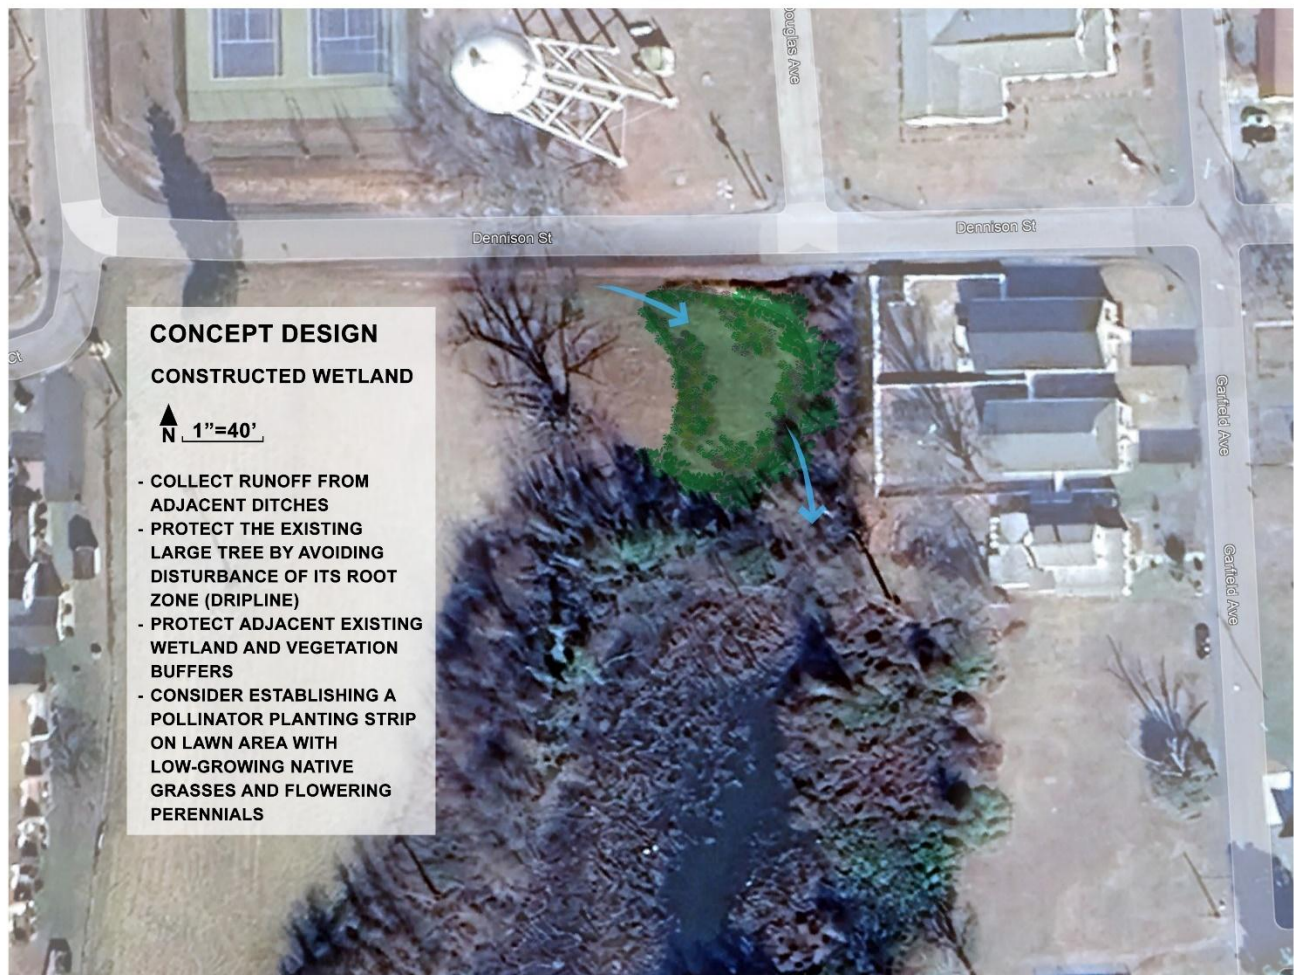 Douglas Ave
Dennison St
Dennison St
Ct
CONCEPT DESIGN
CONSTRUCTED WETLAND
N 1”=40’
- COLLECT RUNOFF FROM
ADJACENT DITCHES
- PROTECT THE EXISTING
LARGE TREE BY AVOIDING
DISTURBANCE OF ITS ROOT
ZONE (DRIPLINE)
- PROTECT ADJACENT EXISTING
WETLAND AND VEGETATION
BUFFERS
- CONSIDER ESTABLISHING A
POLLINATOR PLANTING STRIP
ON LAWN AREA WITH
LOW-GROWING NATIVE
GRASSES AND FLOWERING
PERENNIALS
Garfield Ave
Garfield Ave